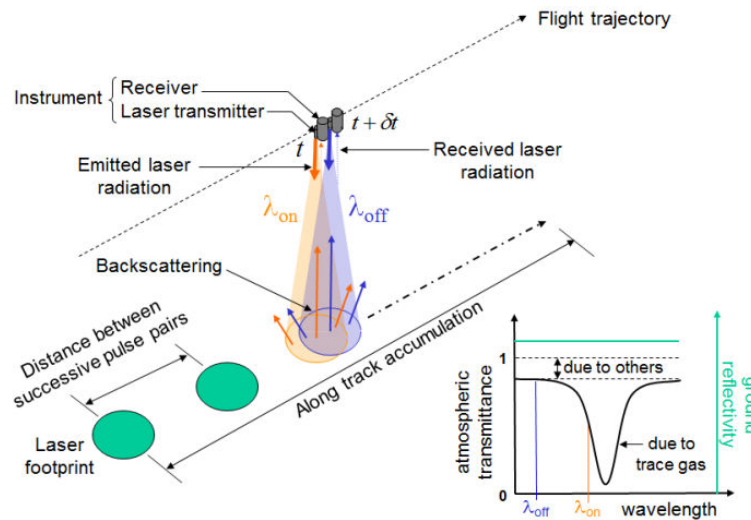 Flight trajectory
Instrument
Receiver
Laser transmitter
t
t + δt
Emitted laser
radiation
Received laser
radiation
λon
λoff
Backscattering
Distance between
successive pulse pairs
Along track accumulation
Laser
footprint
1
due to others
atmospheric
transmittance
ground
reflectivity
due to
trace gas
0
λoff
λon
wavelength